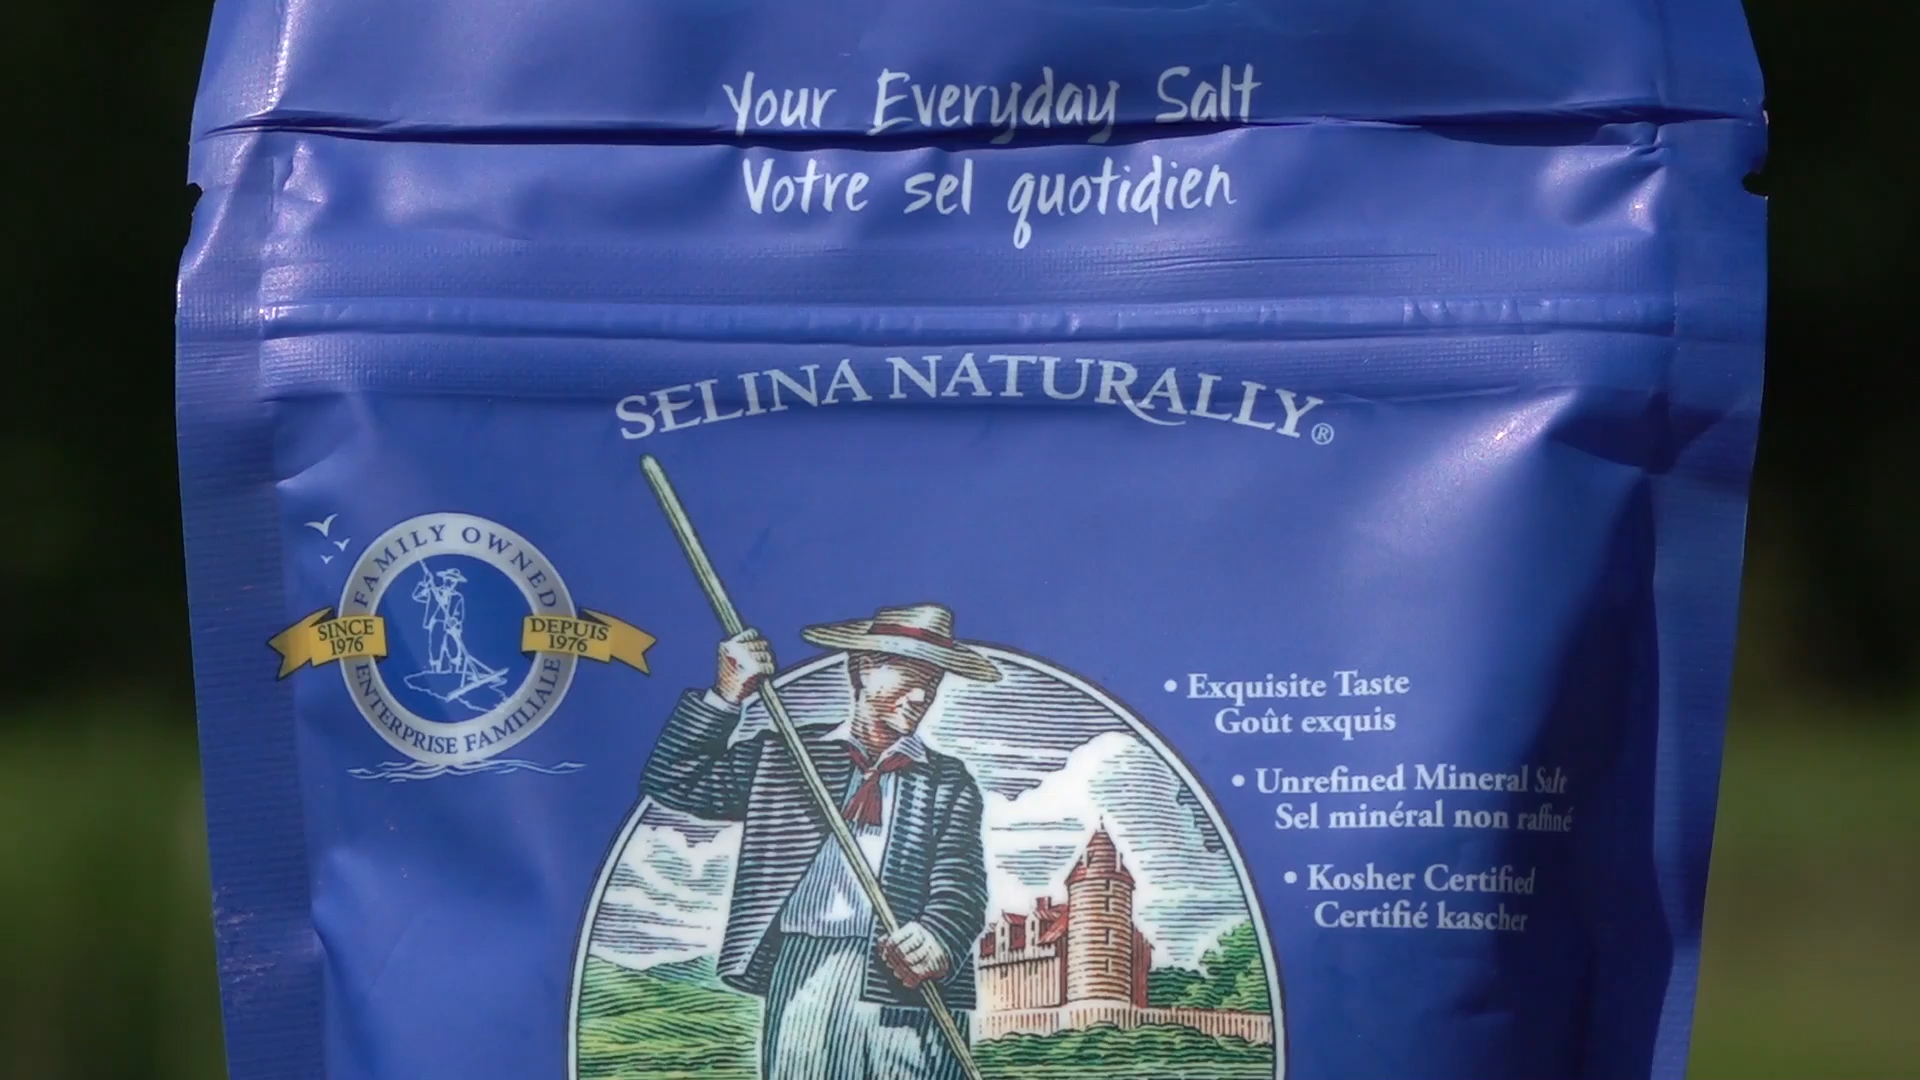 Your Everyday Salt
Votre sel quotidien
SELINA NATURALLY®
FAMILY OWNED
SINCE
1976
DEPUIS
1976
ENTERPRISE FAMILIALE
• Exquisite Taste
Goût exquis
• Unrefined Mineral Salt
Sel minéral non raffiné
• Kosher Certified
Certifié kascher